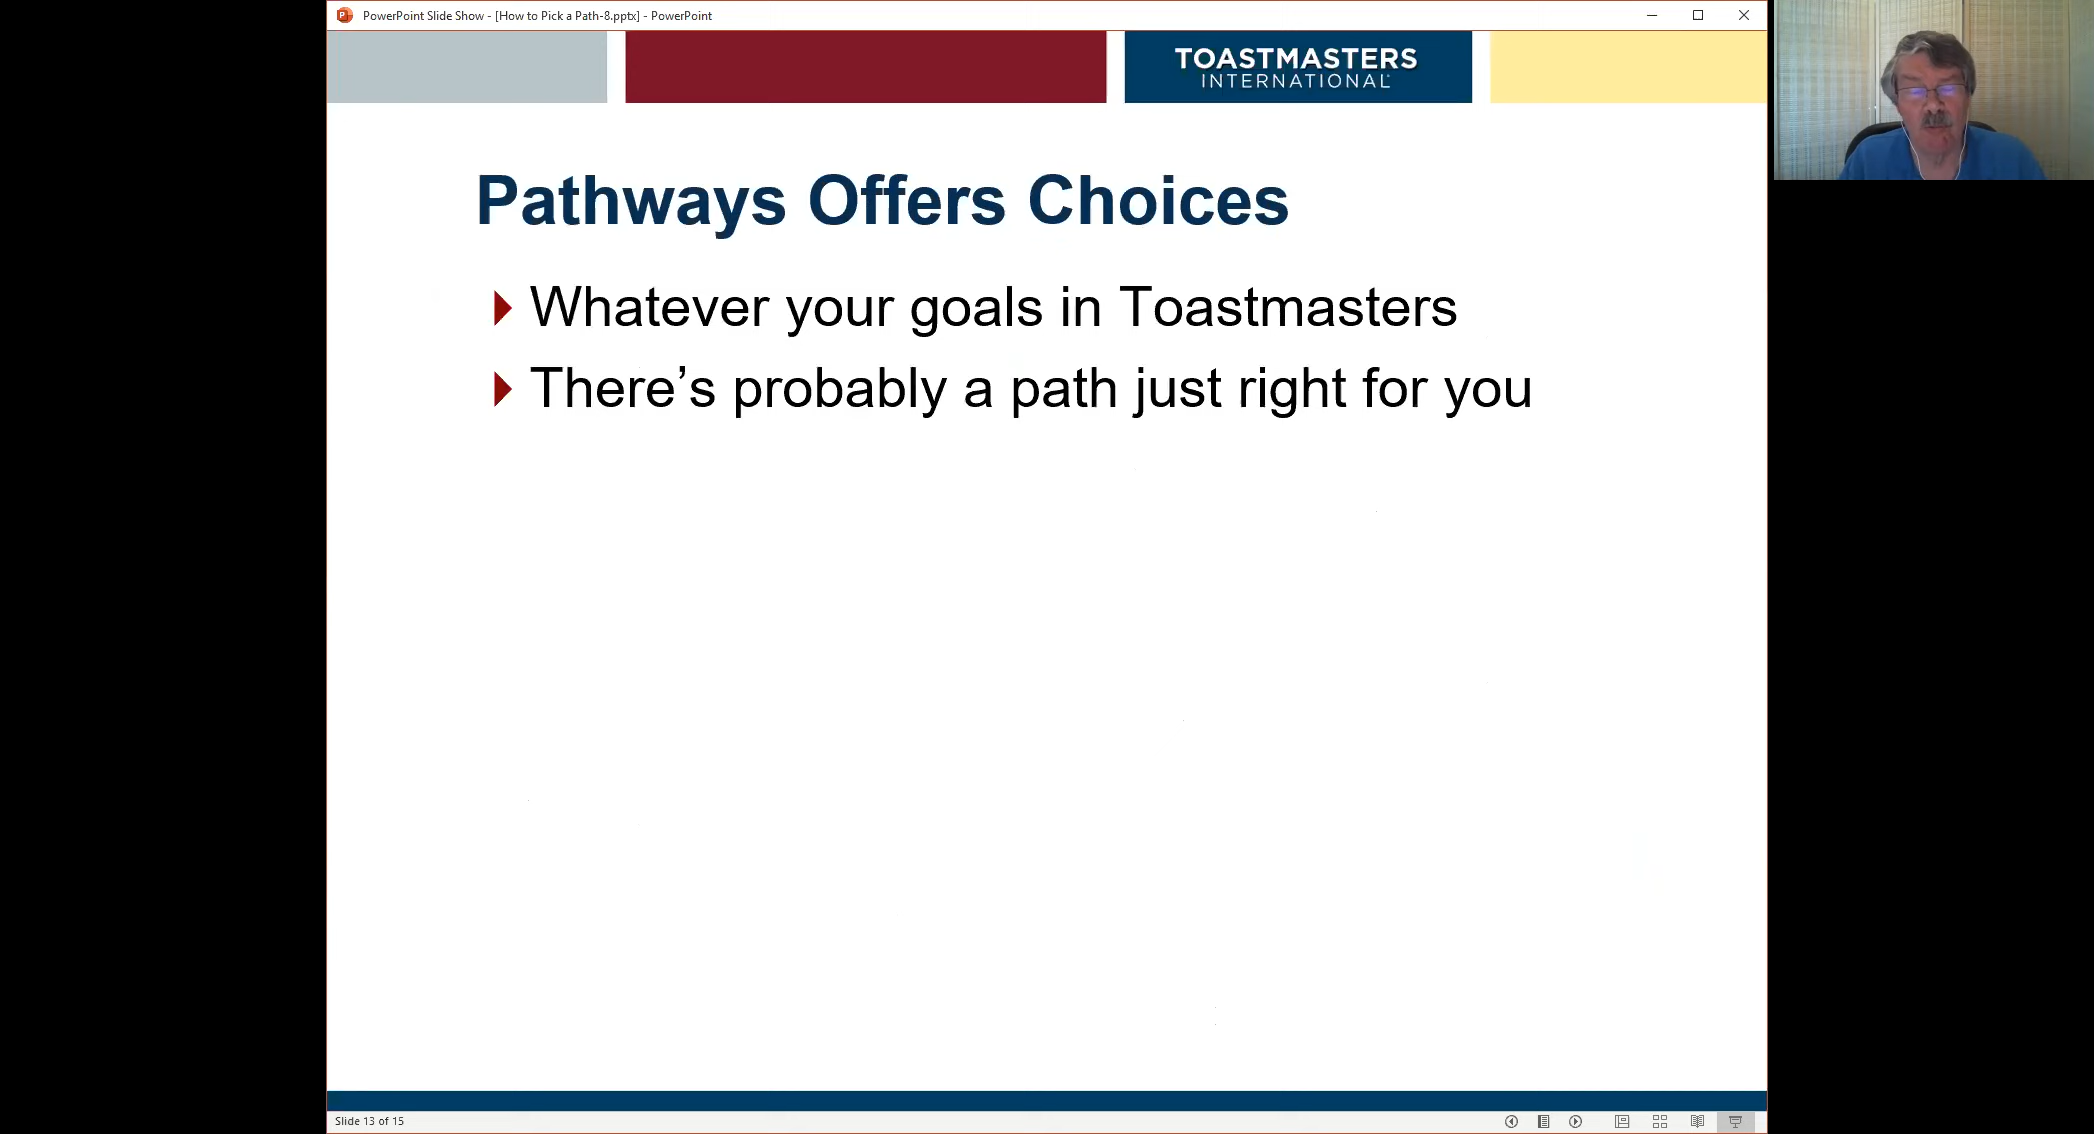 PowerPoint Slide Show - [How to Pick a Path-8.pptx] - PowerPoint
TOASTMASTERS
INTERNATIONAL
Pathways Offers Choices
Whatever your goals in Toastmasters
There’s probably a path just right for you
Slide 13 of 15